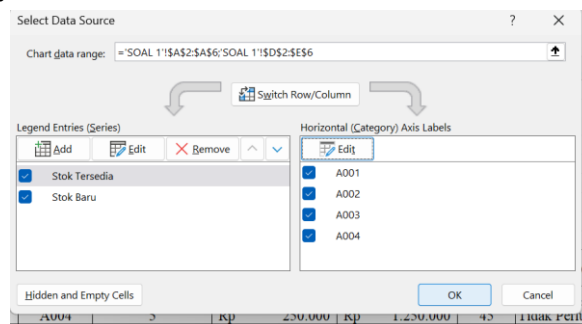 Select Data Source ? ×
Chart data range: ='SOAL 1'!$A$2:$A$6;'SOAL 1'!$D$2:$E$6
Switch Row/Column
Legend Entries (Series)
Add Edit Remove
Stok Tersedia
Stok Baru
Horizontal (Category) Axis Labels
Edit
A001
A002
A003
A004
Hidden and Empty Cells OK Cancel
A004 Rp 250.000 Rp 1.250.000 45 Tidak